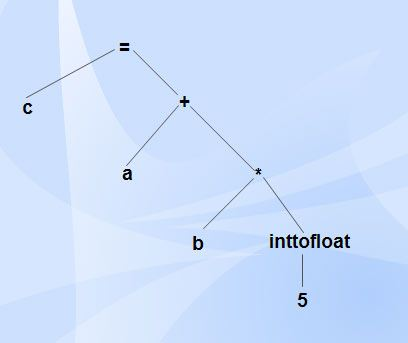 =
c
+
a
*
b
inttofloat
5